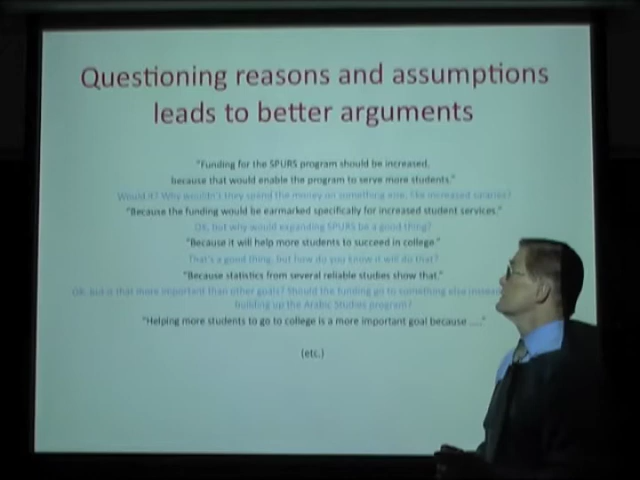 Questioning reasons and assumptions
leads to better arguments
"Funding for the SPURS program should be increased,
because that would enable the program to serve more students."
Would it? Why wouldn't they spend the money on something else, like increased salaries?
"Because the funding would be earmarked specifically for increased student services."
OK, but why would expanding SPURS be a good thing?
"Because it will help more students to succeed in college."
That's a good thing, but how do you know it will do that?
"Because statistics from several reliable studies show that."
OK, but is that more important than other goals? Should the funding go to something else
building up the Arabic Studies program?
"Helping more students to go to college is a more important goal because ....."
(etc.)